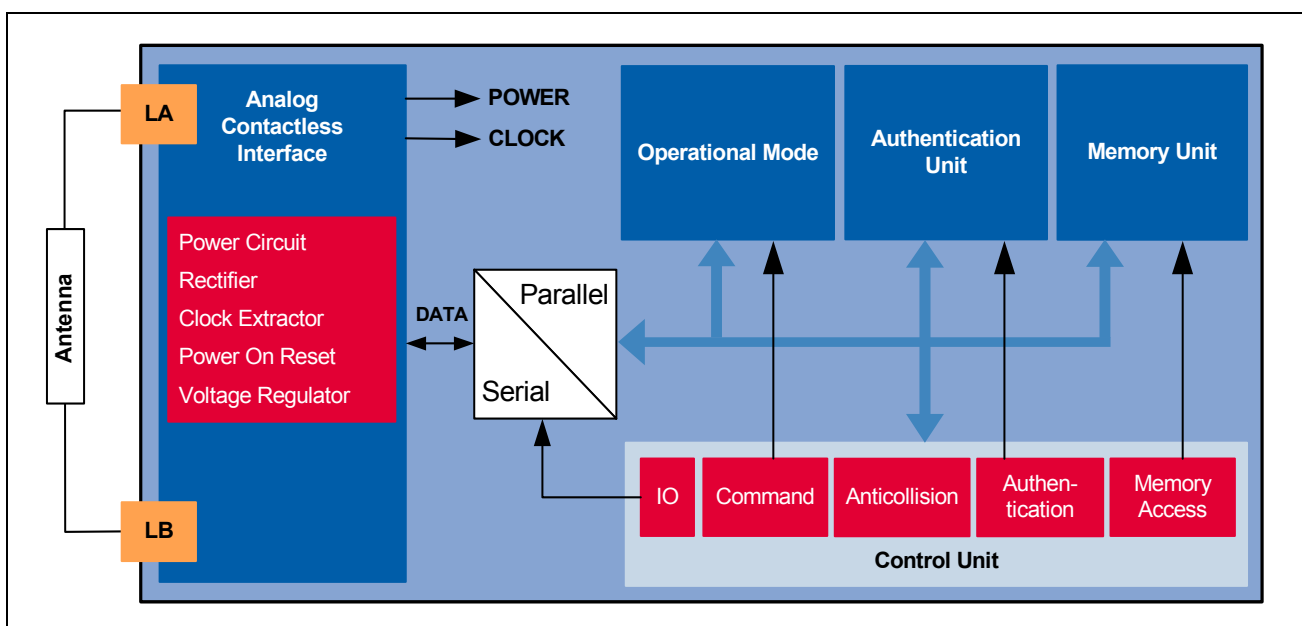 LA
Analog
Contactless
Interface
POWER
CLOCK
Operational Mode
Authentication
Unit
Memory Unit
Power Circuit
Rectifier
Clock Extractor
Power On Reset
Voltage Regulator
Antenna
DATA
Parallel
Serial
LB
IO
Command
Anticollision
Authen-
tication
Memory
Access
Control Unit